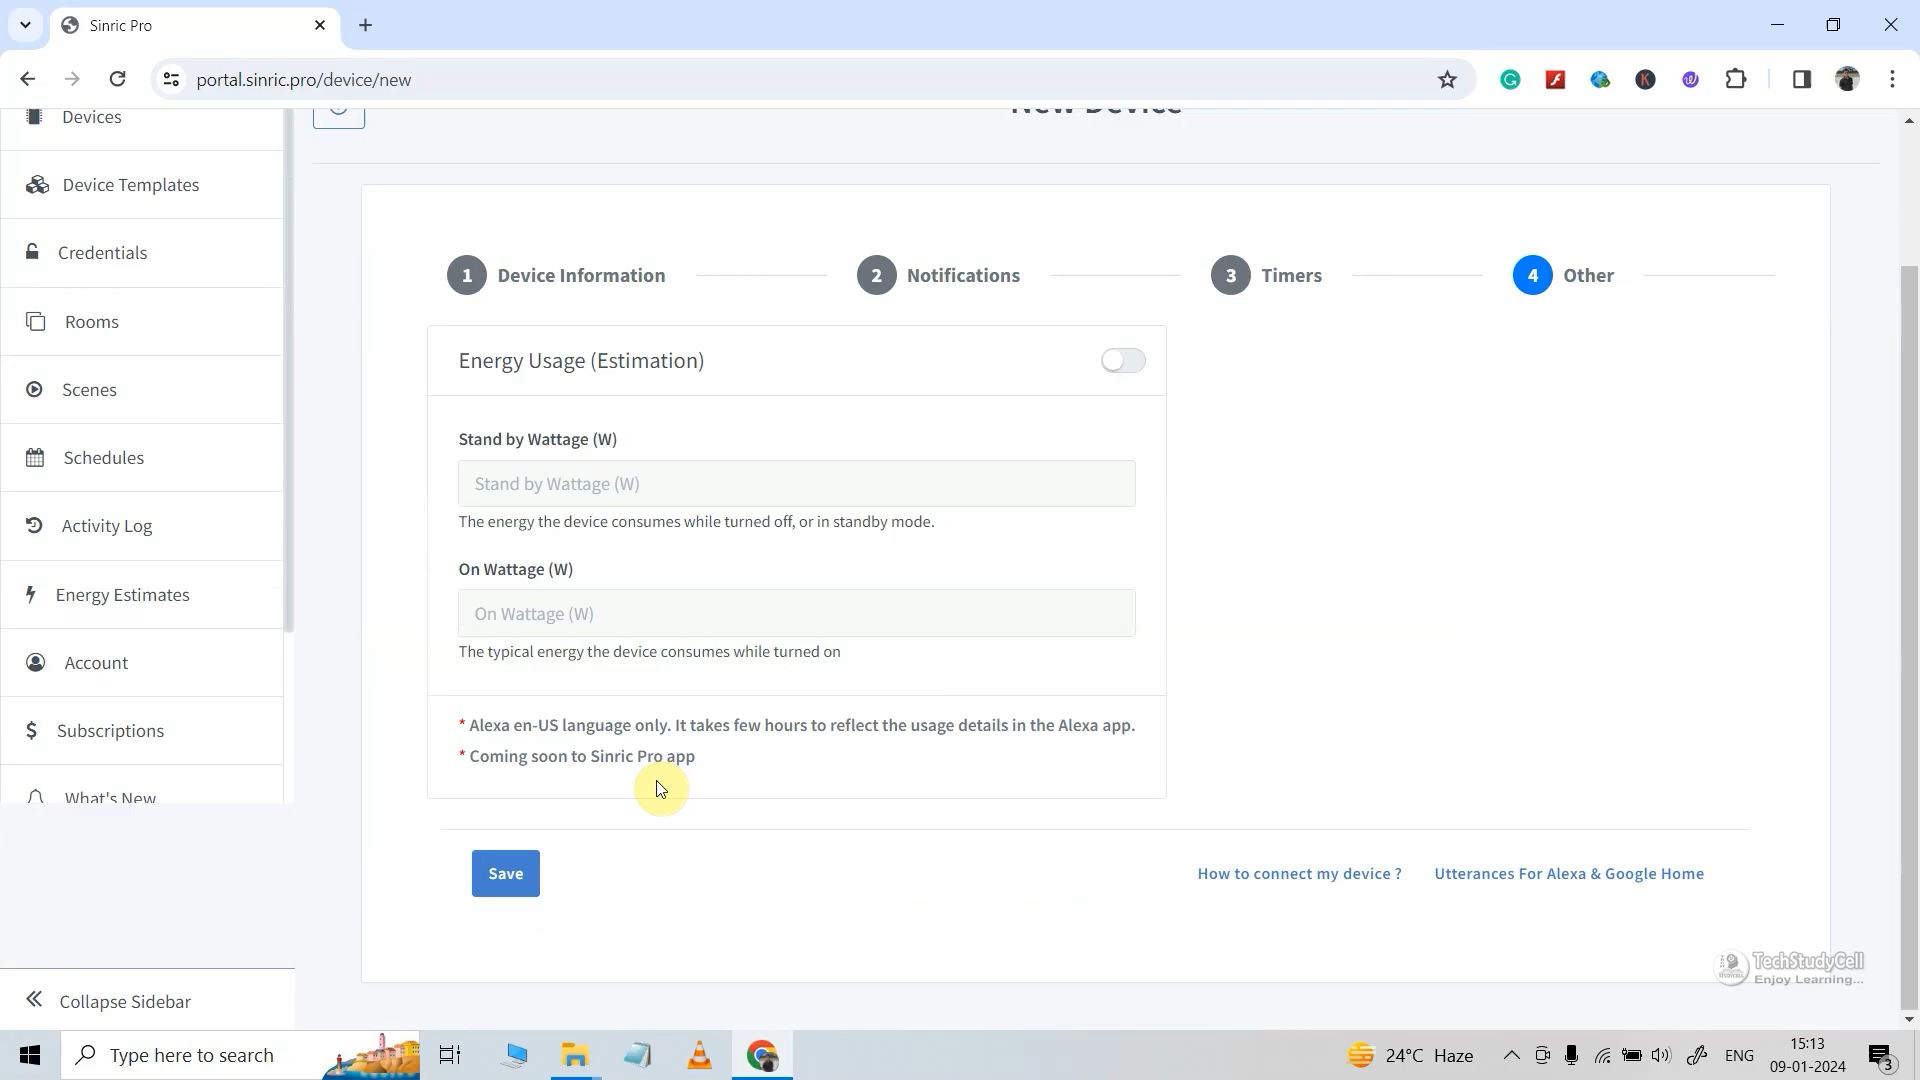 Sinric Pro
portal.sinric.pro/device/new
New Device
Devices
Device Templates
Credentials
Rooms
Scenes
Schedules
Activity Log
Energy Estimates
Account
Subscriptions
What's New
Collapse Sidebar
1 Device Information
2 Notifications
3 Timers
4 Other
Energy Usage (Estimation)
Stand by Wattage (W)
Stand by Wattage (W)
The energy the device consumes while turned off, or in standby mode.
On Wattage (W)
On Wattage (W)
The typical energy the device consumes while turned on
* Alexa en-US language only. It takes few hours to reflect the usage details in the Alexa app.
* Coming soon to Sinric Pro app
Save
How to connect my device ?
Utterances For Alexa & Google Home
TechStudyCell
Enjoy Learning...
Type here to search
24°C Haze
ENG
15:13
09-01-2024
3